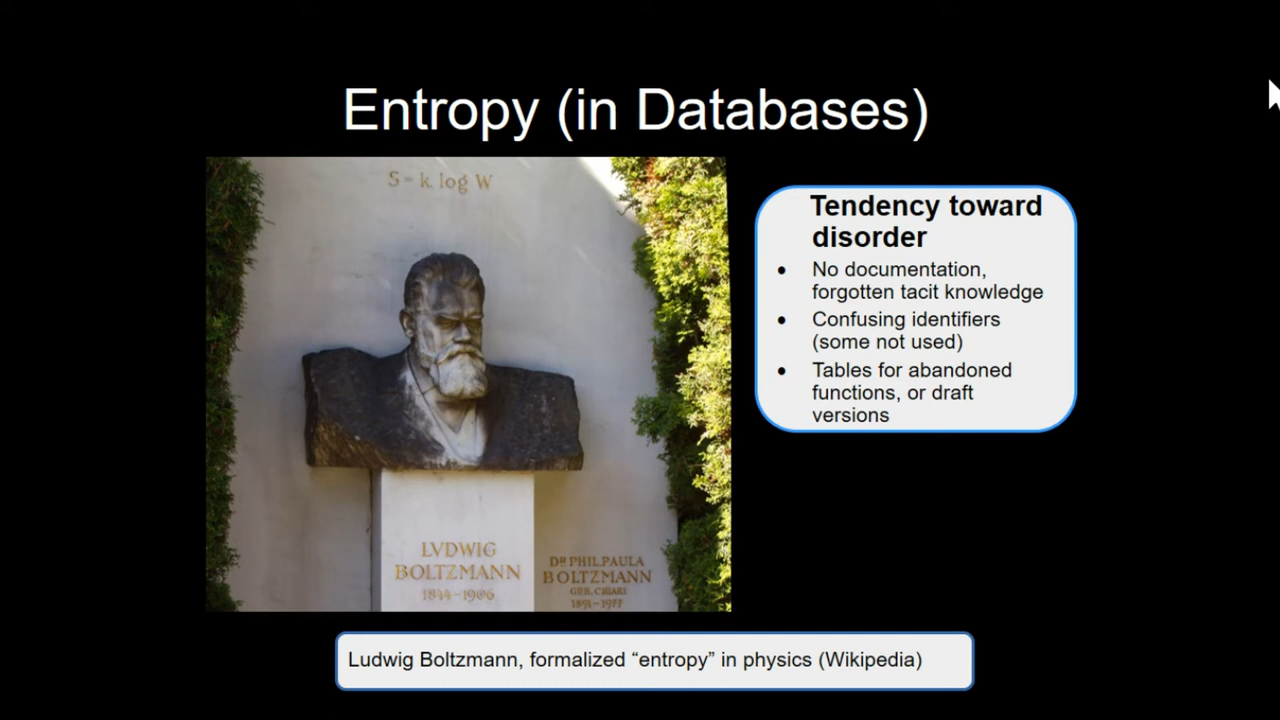 Entropy (in Databases)
S = k. log W
LVDWIG
BOLTZMANN
1844–1906
DR PHIL.PAULA
BOLTZMANN
GEB. CHIARI
1891–1977
Tendency toward
disorder
• No documentation,
forgotten tacit knowledge
• Confusing identifiers
(some not used)
• Tables for abandoned
functions, or draft
versions
Ludwig Boltzmann, formalized “entropy” in physics (Wikipedia)